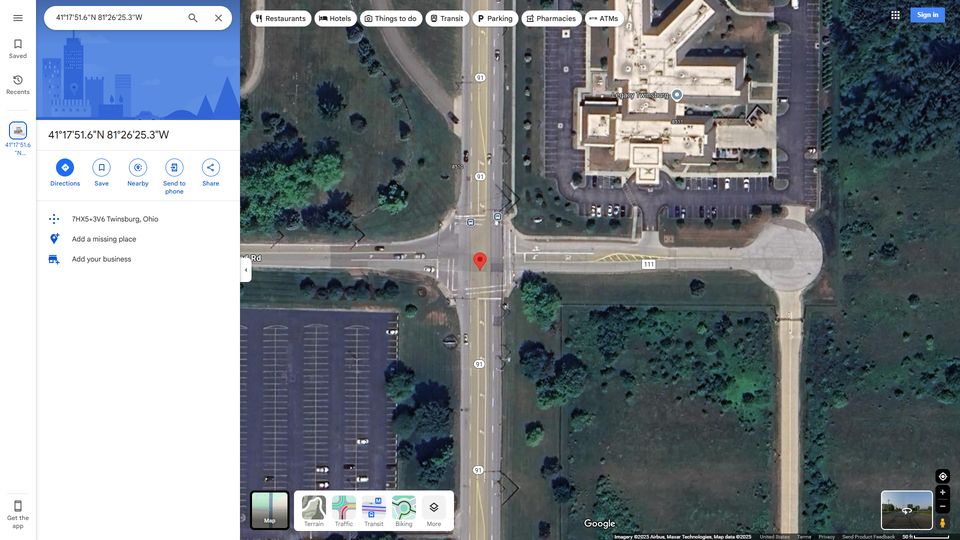 41°17'51.6"N 81°26'25.3"W
Restaurants
Hotels
Things to do
Transit
Parking
Pharmacies
ATMs
Sign in
Saved
Recents
41°17'51.6
"N...
41°17'51.6"N 81°26'25.3"W
Directions
Save
Nearby
Send to
phone
Share
7HX5+3V6 Twinsburg, Ohio
Add a missing place
Add your business
Get the
app
91
91
91
91
111
Rd
Legacy Twinsburg
Map
Terrain
Traffic
Transit
Biking
More
Google
Imagery ©2025 Airbus, Maxar Technologies, Map data ©2025
United States
Terms
Privacy
Send Product Feedback
50 ft